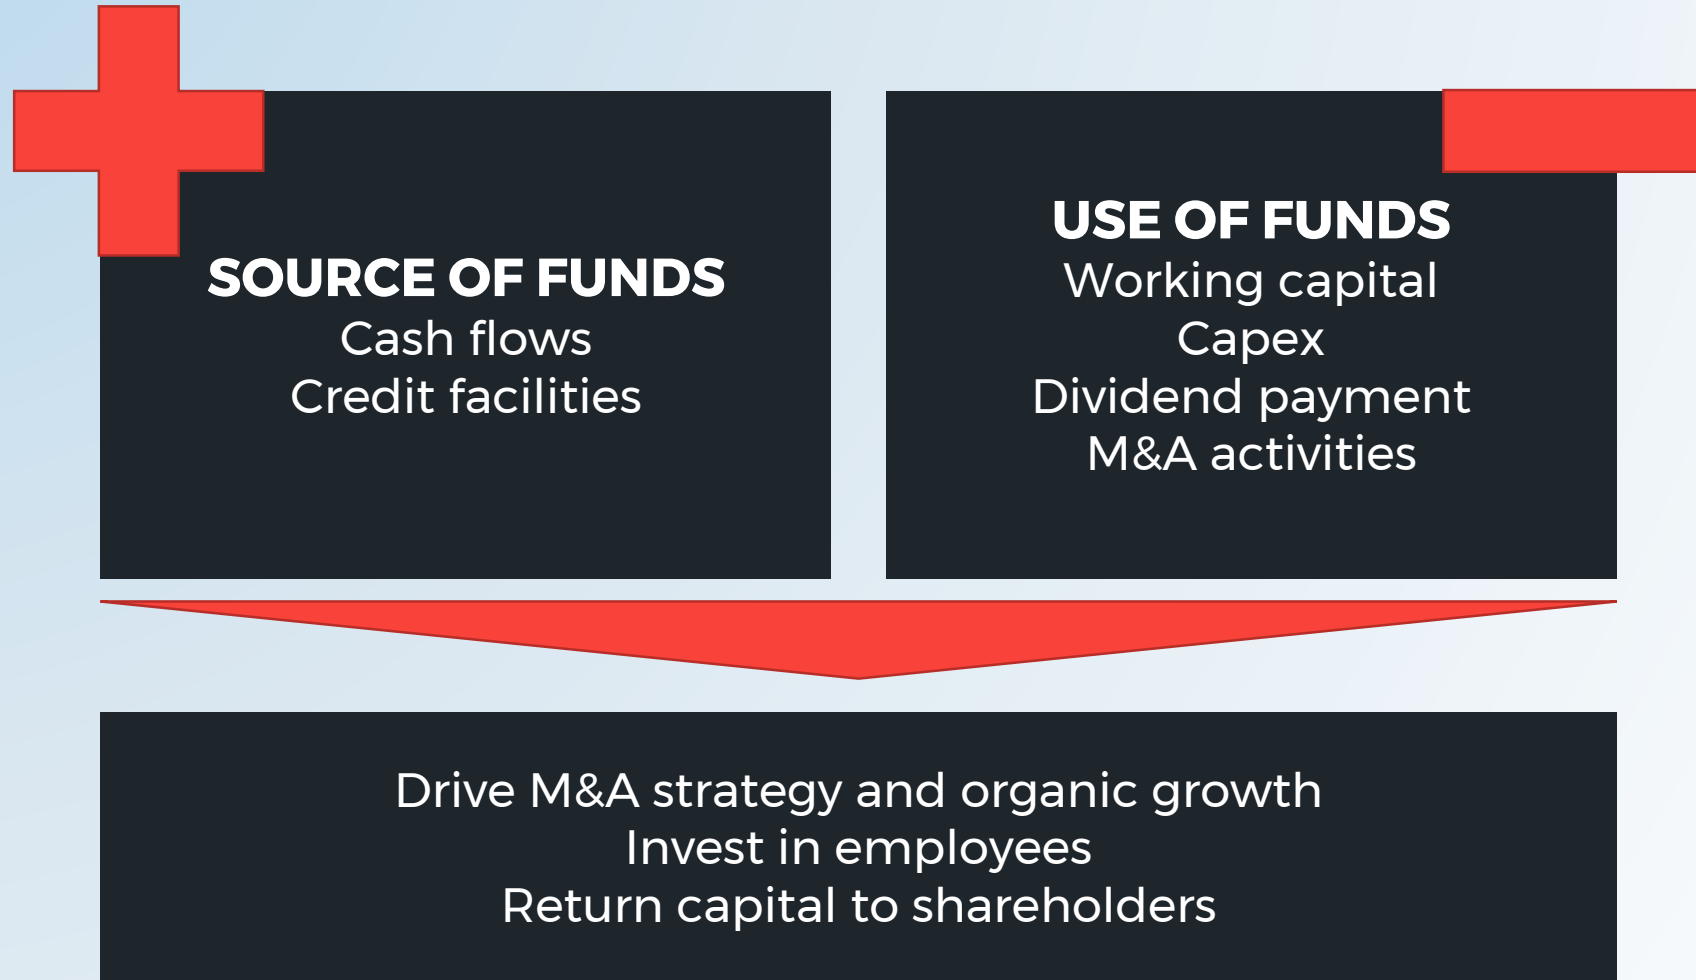 SOURCE OF FUNDS
Cash flows
Credit facilities
USE OF FUNDS
Working capital
Capex
Dividend payment
M&A activities
Drive M&A strategy and organic growth
Invest in employees
Return capital to shareholders